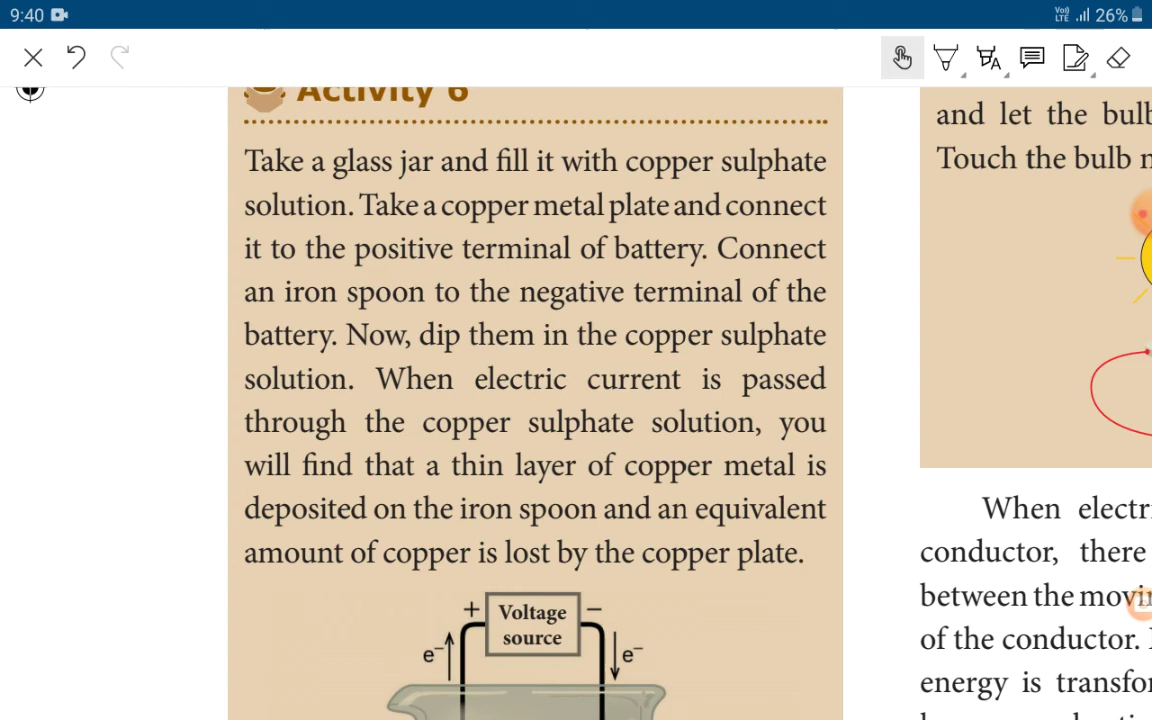 9:40
Vo) LTE 26%
Activity 6
Take a glass jar and fill it with copper sulphate
solution. Take a copper metal plate and connect
it to the positive terminal of battery. Connect
an iron spoon to the negative terminal of the
battery. Now, dip them in the copper sulphate
solution. When electric current is passed
through the copper sulphate solution, you
will find that a thin layer of copper metal is
deposited on the iron spoon and an equivalent
amount of copper is lost by the copper plate.
+ Voltage source −
e⁻ e⁻
and let the bulb
Touch the bulb
When
conductor, there
between the
of the conductor.
energy is